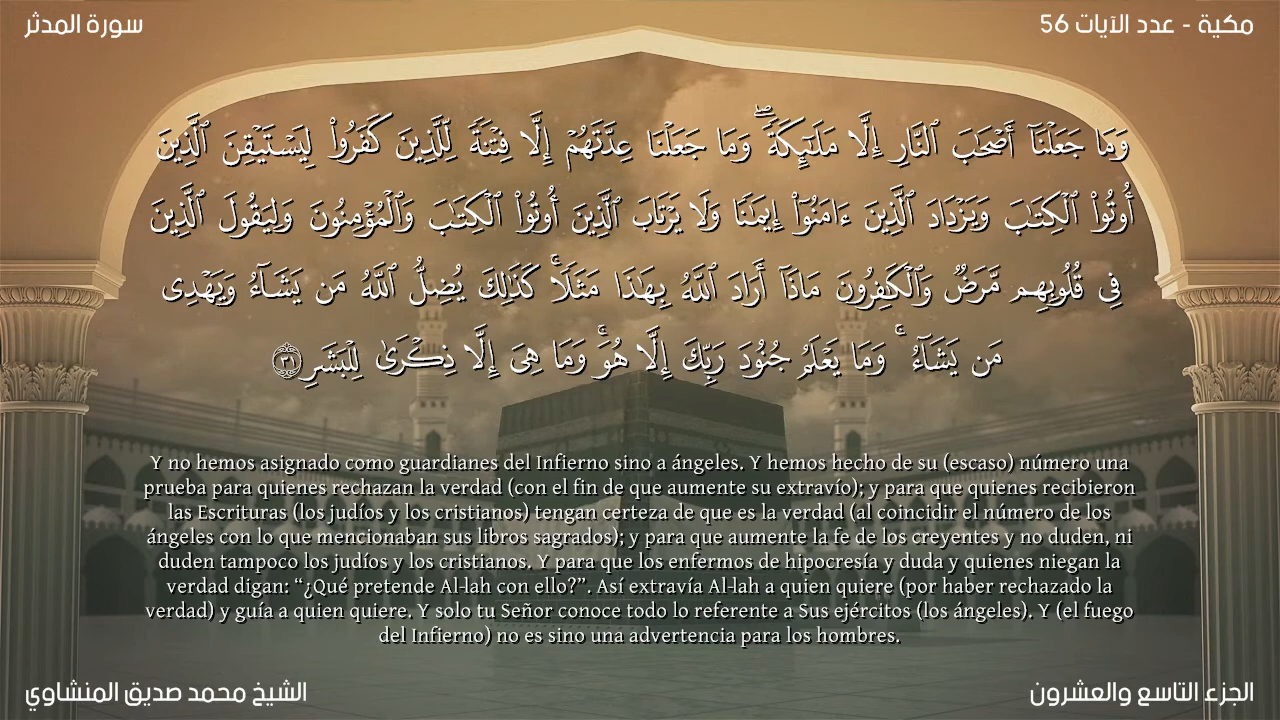 سورة المدثر
مكية - عدد الآيات 56
وَمَا جَعَلْنَآ أَصْحَٰبَ ٱلنَّارِ إِلَّا مَلَٰٓئِكَةً ۖ وَمَا جَعَلْنَا عِدَّتَهُمْ إِلَّا فِتْنَةً لِّلَّذِينَ كَفَرُوا۟ لِيَسْتَيْقِنَ ٱلَّذِينَ
أُوتُوا۟ ٱلْكِتَٰبَ وَيَزْدَادَ ٱلَّذِينَ ءَامَنُوٓا۟ إِيمَٰنًا وَلَا يَرْتَابَ ٱلَّذِينَ أُوتُوا۟ ٱلْكِتَٰبَ وَٱلْمُؤْمِنُونَ وَلِيَقُولَ ٱلَّذِينَ
فِى قُلُوبِهِم مَّرَضٌ وَٱلْكَٰفِرُونَ مَاذَآ أَرَادَ ٱللَّهُ بِهَٰذَا مَثَلًا ۚ كَذَٰلِكَ يُضِلُّ ٱللَّهُ مَن يَشَآءُ وَيَهْدِى
مَن يَشَآءُ ۚ وَمَا يَعْلَمُ جُنُودَ رَبِّكَ إِلَّا هُوَ ۚ وَمَا هِىَ إِلَّا ذِكْرَىٰ لِلْبَشَرِ ٣١
Y no hemos asignado como guardianes del Infierno sino a ángeles. Y hemos hecho de su (escaso) número una
prueba para quienes rechazan la verdad (con el fin de que aumente su extravío); y para que quienes recibieron
las Escrituras (los judíos y los cristianos) tengan certeza de que es la verdad (al coincidir el número de los
ángeles con lo que mencionaban sus libros sagrados); y para que aumente la fe de los creyentes y no duden, ni
duden tampoco los judíos y los cristianos. Y para que los enfermos de hipocresía y duda y quienes niegan la
verdad digan: “¿Qué pretende Al-lah con ello?”. Así extravía Al-lah a quien quiere (por haber rechazado la
verdad) y guía a quien quiere. Y solo tu Señor conoce todo lo referente a Sus ejércitos (los ángeles). Y (el fuego
del Infierno) no es sino una advertencia para los hombres.
الشيخ محمد صديق المنشاوي
الجزء التاسع والعشرون